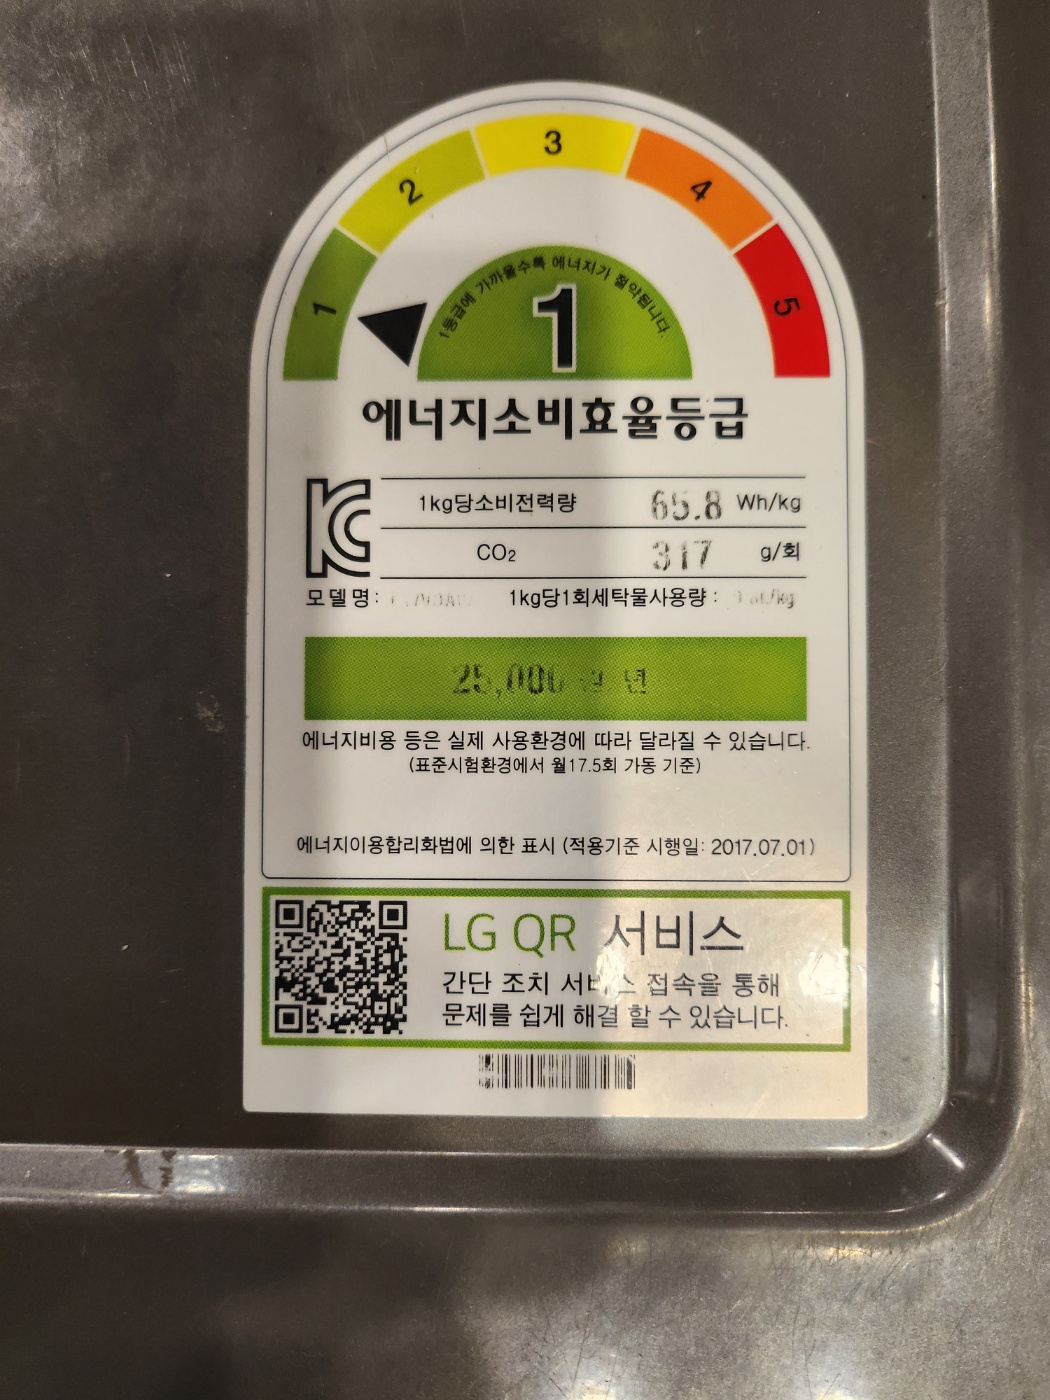 1 2 3 4 5
1등급에 가까울수록 에너지가 절약됩니다.
1
에너지소비효율등급
1kg당소비전력량 65.8 Wh/kg
CO₂ 317 g/회
모델명: 1kg당1회세탁물사용량 :
25,000 원 년
에너지비용 등은 실제 사용환경에 따라 달라질 수 있습니다.
(표준시험환경에서 월17.5회 가동 기준)
에너지이용합리화법에 의한 표시 (적용기준 시행일: 2017.07.01)
LG QR 서비스
간단 조치 서비스 접속을 통해
문제를 쉽게 해결 할 수 있습니다.